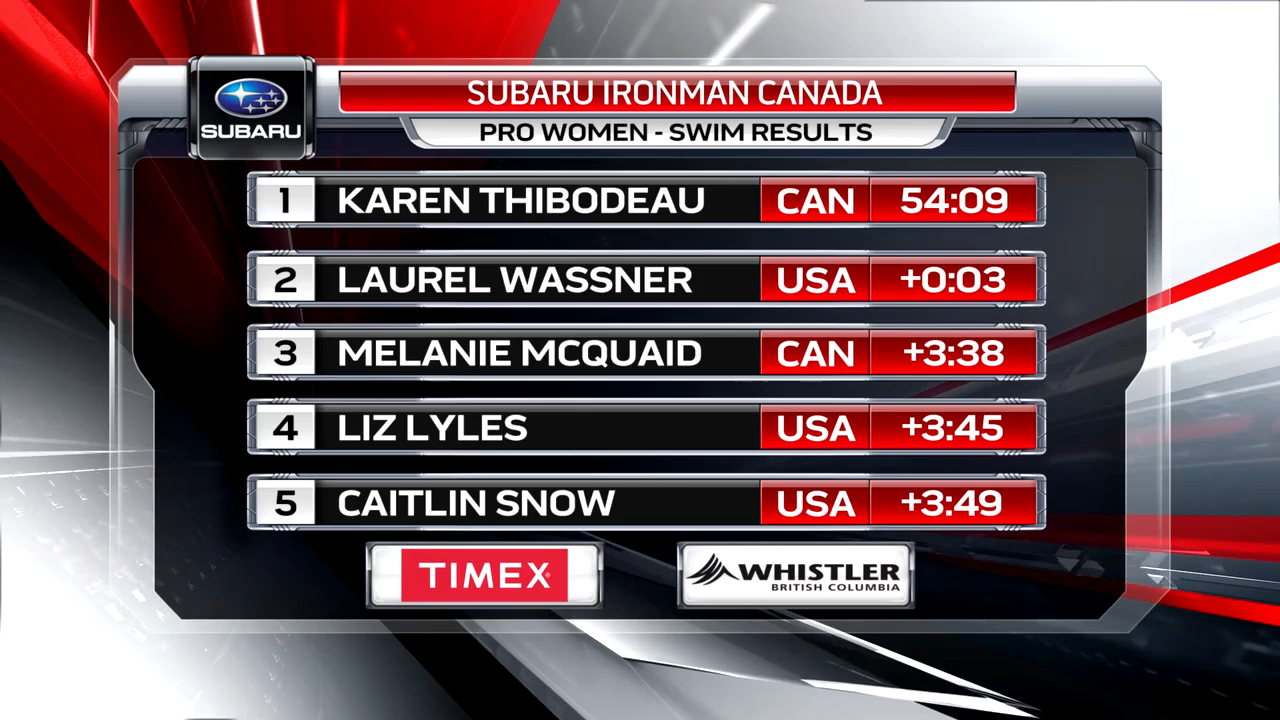 SUBARU
SUBARU IRONMAN CANADA
PRO WOMEN - SWIM RESULTS
1 KAREN THIBODEAU CAN 54:09
2 LAUREL WASSNER USA +0:03
3 MELANIE MCQUAID CAN +3:38
4 LIZ LYLES USA +3:45
5 CAITLIN SNOW USA +3:49
TIMEX
WHISTLER
BRITISH COLUMBIA